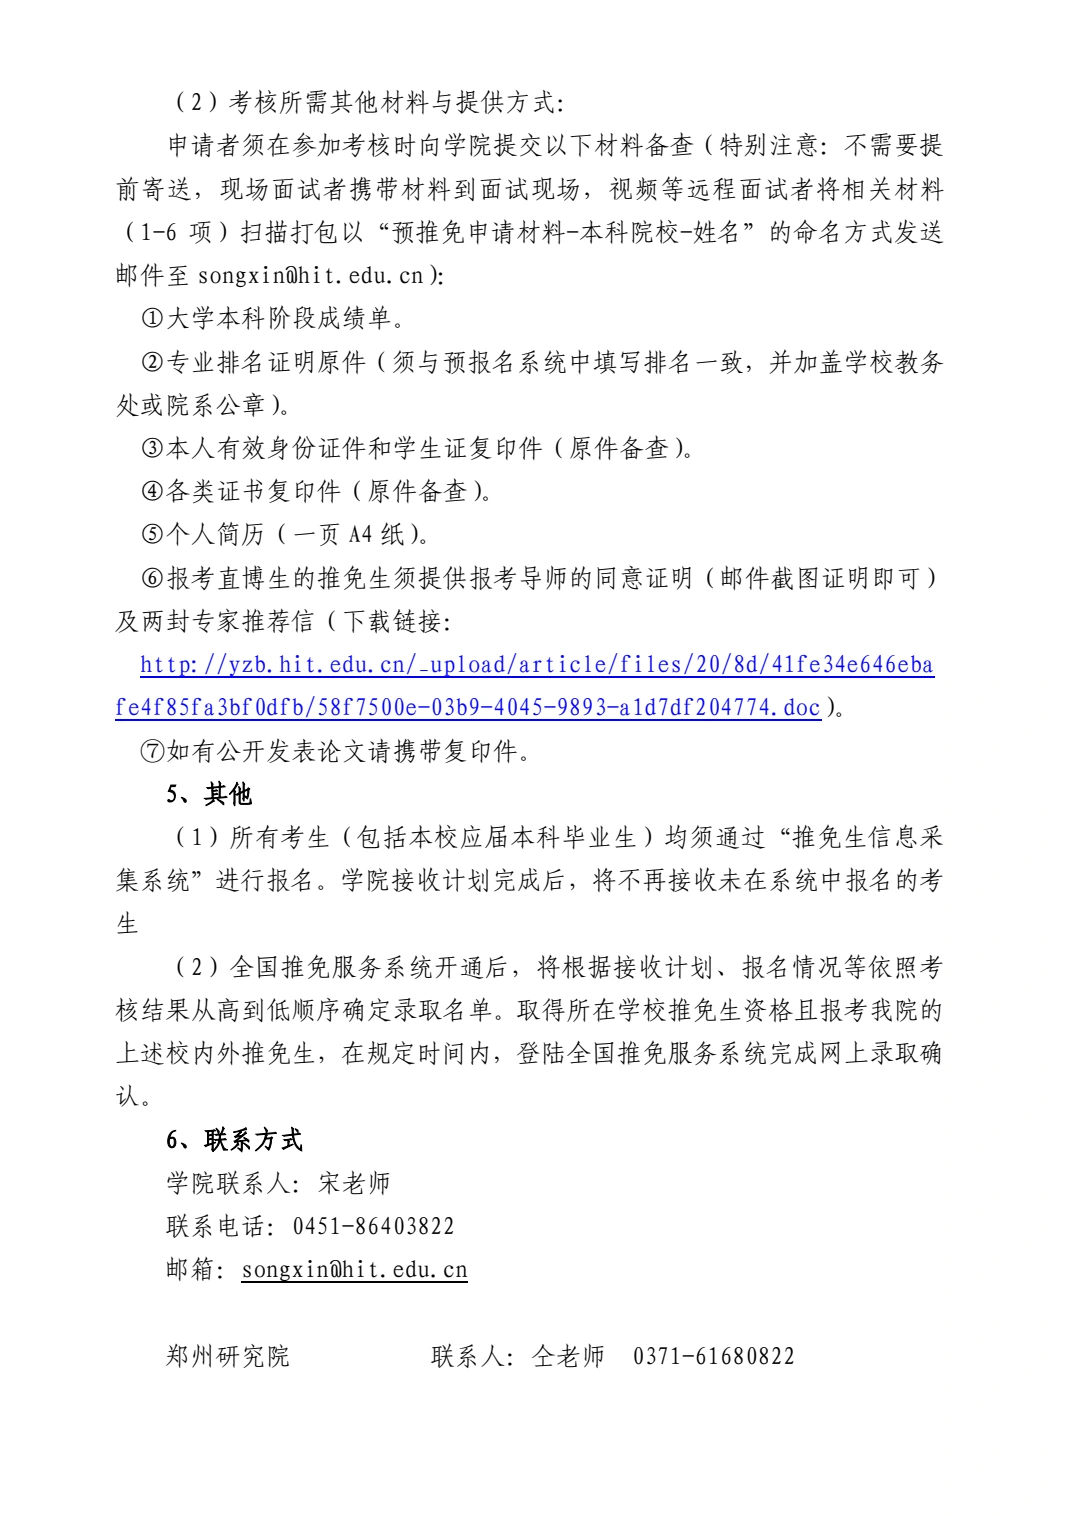 （2）考核所需其他材料与提供方式：
申请者须在参加考核时向学院提交以下材料备查（特别注意：不需要提
前寄送，现场面试者携带材料到面试现场，视频等远程面试者将相关材料
（1-6 项）扫描打包以“预推免申请材料-本科院校-姓名”的命名方式发送
邮件至 songxin@hit.edu.cn）：
①大学本科阶段成绩单。
②专业排名证明原件（须与预报名系统中填写排名一致，并加盖学校教务
处或院系公章）。
③本人有效身份证件和学生证复印件（原件备查）。
④各类证书复印件（原件备查）。
⑤个人简历（一页 A4 纸）。
⑥报考直博生的推免生须提供报考导师的同意证明（邮件截图证明即可）
及两封专家推荐信（下载链接：
http://yzb.hit.edu.cn/_upload/article/files/20/8d/41fe34e646eba
fe4f85fa3bf0dfb/58f7500e-03b9-4045-9893-a1d7df204774.doc）。
⑦如有公开发表论文请携带复印件。
5、其他
（1）所有考生（包括本校应届本科毕业生）均须通过“推免生信息采
集系统”进行报名。学院接收计划完成后，将不再接收未在系统中报名的考
生
（2）全国推免服务系统开通后，将根据接收计划、报名情况等依照考
核结果从高到低顺序确定录取名单。取得所在学校推免生资格且报考我院的
上述校内外推免生，在规定时间内，登陆全国推免服务系统完成网上录取确
认。
6、联系方式
学院联系人：宋老师
联系电话：0451-86403822
邮箱：songxin@hit.edu.cn
郑州研究院 联系人：仝老师 0371-61680822